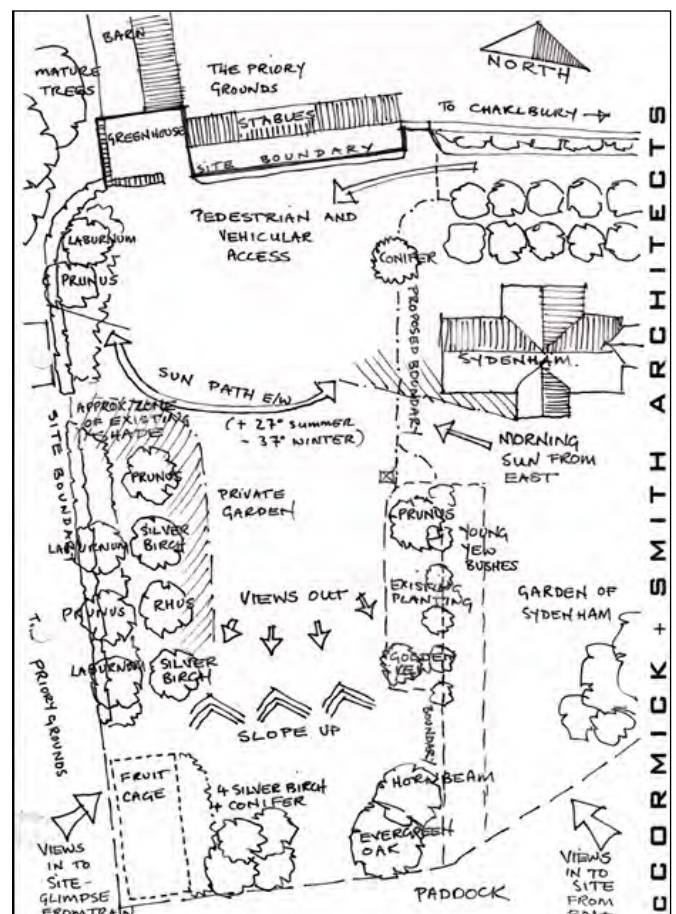 BARN
MATURE
TREES
THE PRIORY
GROUNDS
NORTH
TO CHARLBURY
GREENHOUSE
STABLES
SITE BOUNDARY
PEDESTRIAN AND
VEHICULAR
ACCESS
LABURNUM
PRUNUS
CONIFER
PROPOSED BOUNDARY
SYDENHAM.
SUN PATH E/W
(+ 27° SUMMER
- 37° WINTER)
APPROX ZONE
OF EXISTING
SHADE
MORNING
SUN FROM
EAST
SITE BOUNDARY
PRUNUS
PRIVATE
GARDEN
PRUNUS
YOUNG
YEW
BUSHES
LABURNUM
SILVER
BIRCH
EXISTING
PLANTING
GARDEN OF
SYDENHAM
PRUNUS
RHUS
VIEWS OUT
GOLDEN
YEW
LABURNUM
SILVER
BIRCH
PRIORY GROUNDS
SLOPE UP
BOUNDARY
FRUIT
CAGE
4 SILVER BIRCH
+ CONIFER
HORNBEAM
EVERGREEN
OAK
VIEWS
IN TO
SITE -
GLIMPSE
FROM TRAIN
PADDOCK
VIEWS
IN TO
SITE
FROM
CCORMICK + SMITH ARCHITECTS